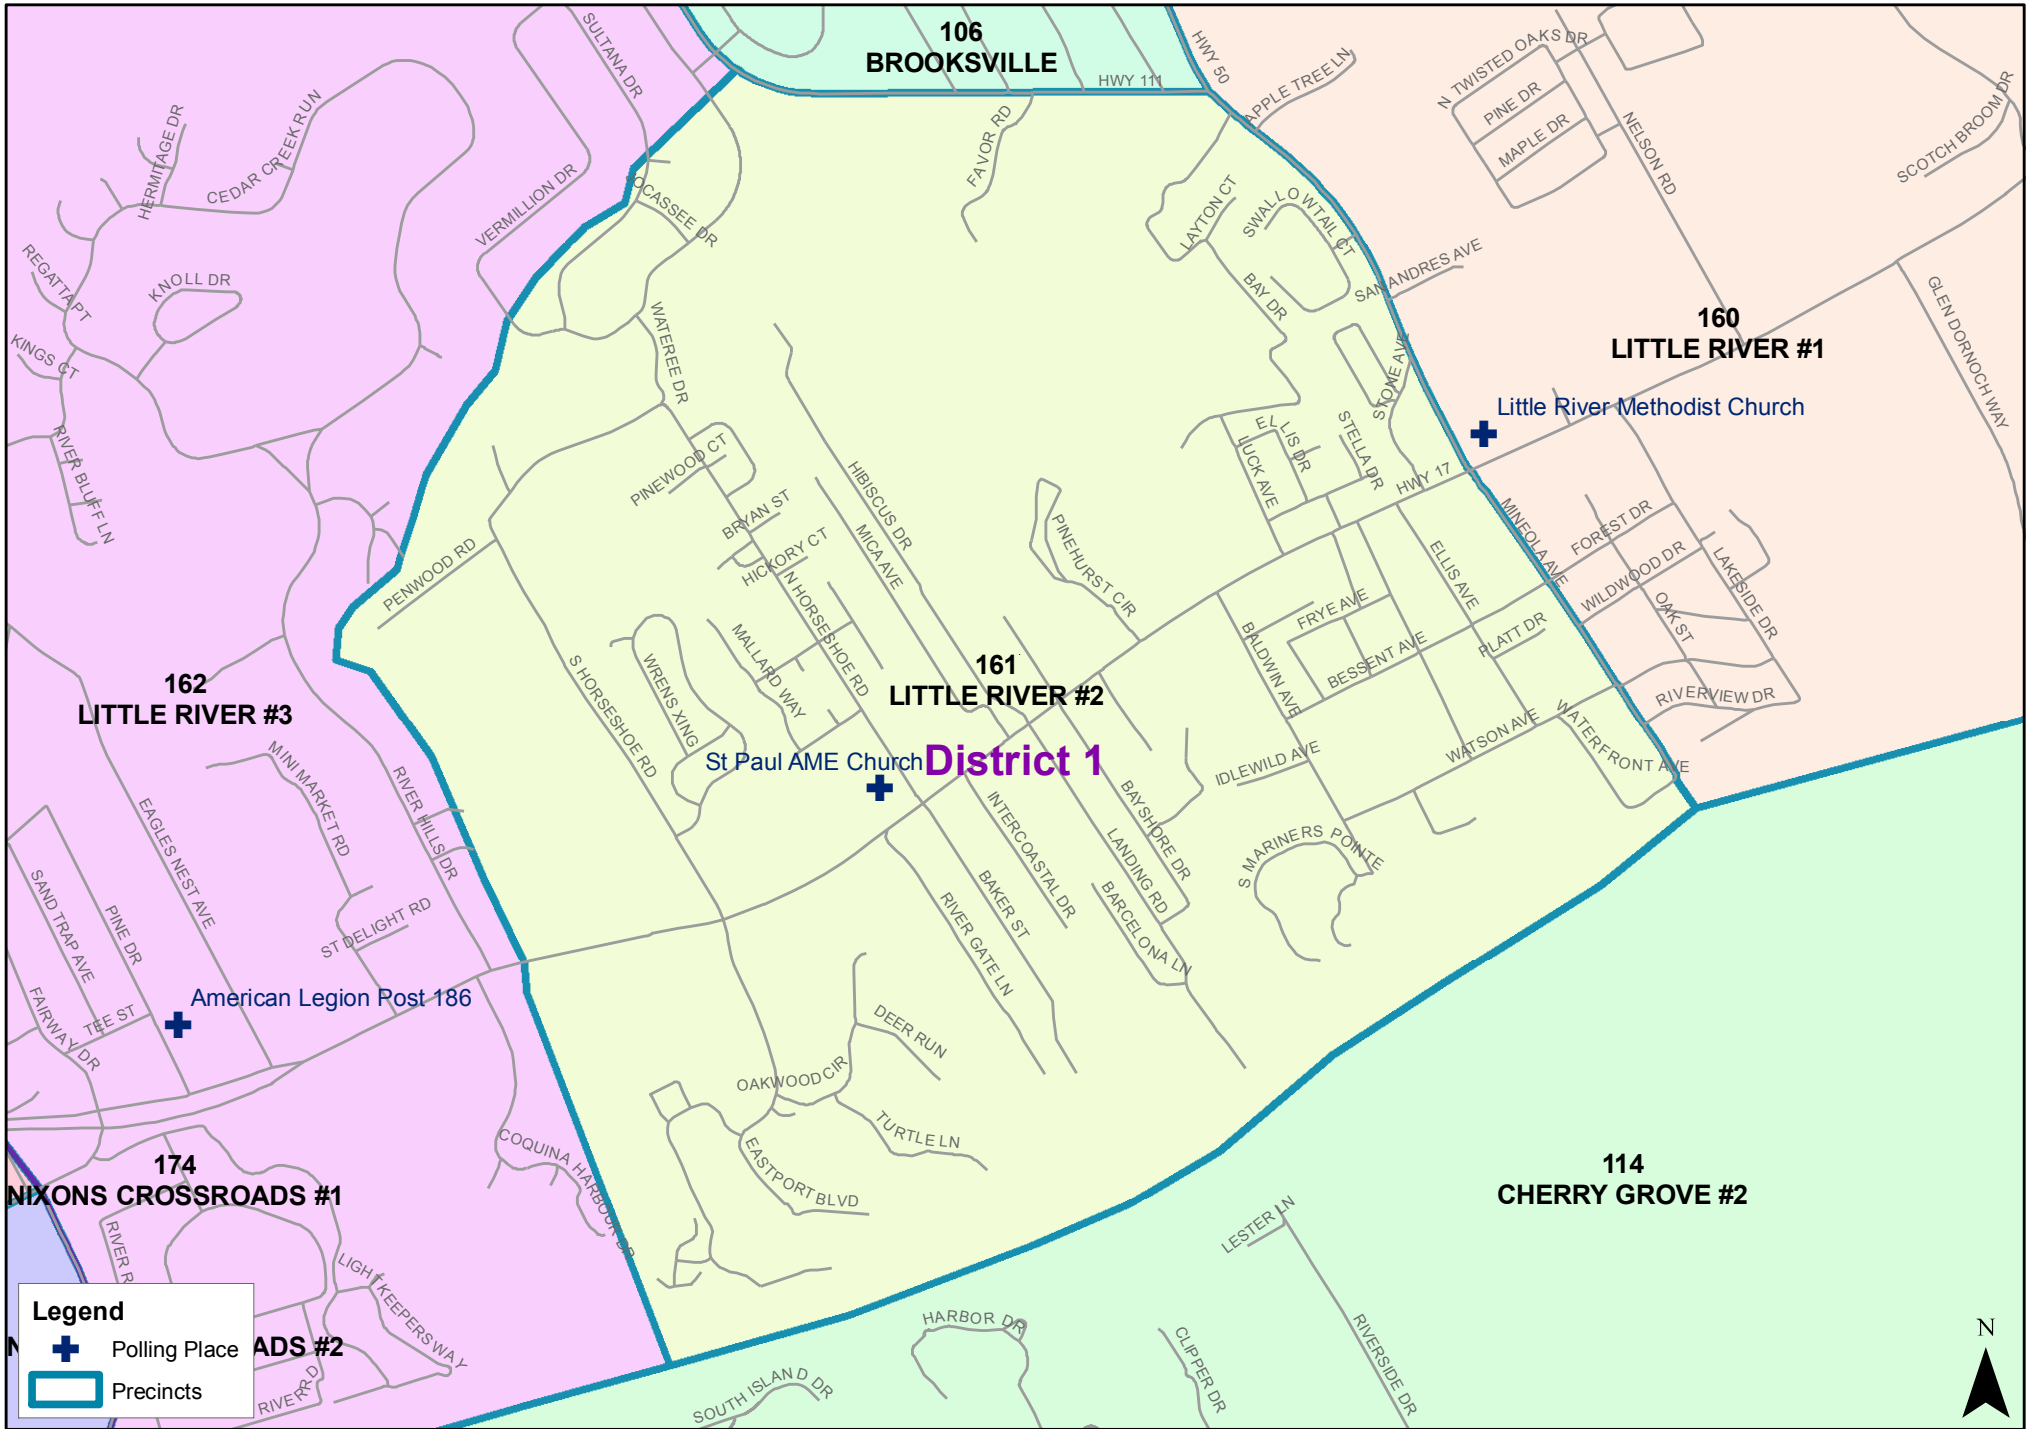 106
BROOKSVILLE
HWY 111
HWY 50
APPLE TREE LN
N TWISTED OAKS DR
PINE DR
MAPLE DR
NELSON RD
SCOTCH BROOM DR
SULTANA DR
HERMITAGE DR
CEDAR CREEK RUN
VERMILLION DR
JOCASSEE DR
FAVOR RD
LAYTON CT
SWALLOWTAIL CT
SAN ANDRES AVE
BAY DR
REGATTA PT
KNOLL DR
KINGS CT
WATEREE DR
STONE AVE
GLEN DORNOCH WAY
160
LITTLE RIVER #1
Little River Methodist Church
RIVER BLUFF LN
PINEWOOD CT
BRYAN ST
HICKORY CT
HIBISCUS DR
MICA AVE
LUCK AVE
ELLIS DR
STELLA DR
HWY 17
PINEHURST CIR
MINEOLA AVE
FOREST DR
WILDWOOD DR
LAKESIDE DR
OAK ST
ELLIS AVE
PENWOOD RD
N HORSESHOE RD
S HORSESHOE RD
WRENS XING
MALLARD WAY
FRYE AVE
BALDWIN AVE
BESSENT AVE
PLATT DR
RIVERVIEW DR
161
LITTLE RIVER #2
162
LITTLE RIVER #3
St Paul AME Church
District 1
IDLEWILD AVE
WATSON AVE
WATERFRONT AVE
MINI MARKET RD
RIVER HILLS DR
EAGLES NEST AVE
SAND TRAP AVE
PINE DR
ST DELIGHT RD
INTERCOASTAL DR
BAYSHORE DR
LANDING RD
BARCELONA LN
S MARINERS POINTE
BAKER ST
RIVER GATE LN
American Legion Post 186
FAIRWAY DR
TEE ST
DEER RUN
OAKWOOD CIR
TURTLE LN
EASTPORT BLVD
COQUINA HARBOUR DR
174
NIXONS CROSSROADS #1
114
CHERRY GROVE #2
LESTER LN
RIVERSIDE DR
RIVER R
LIGHTKEEPERS WAY
HARBOR DR
CLIPPER DR
SOUTH ISLAND DR
RIVER RD
N
ADS #2
Legend
Polling Place
Precincts
N